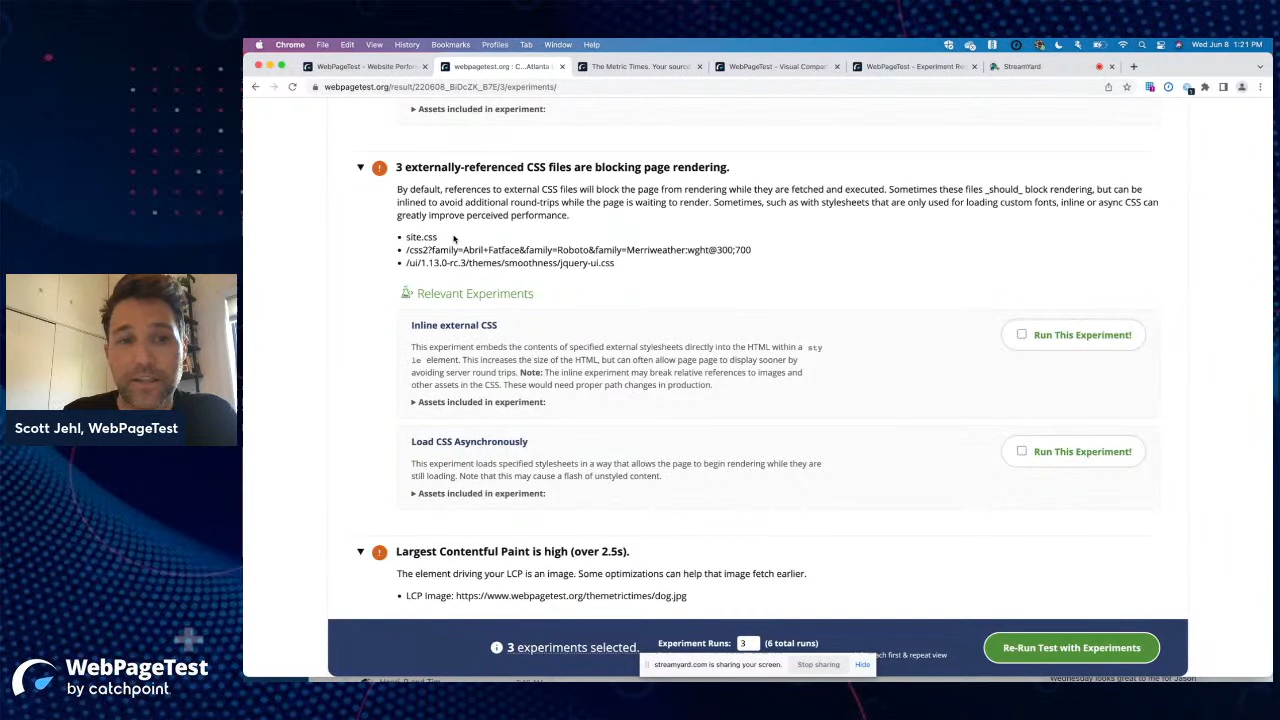 Chrome File Edit View History Bookmarks Profiles Tab Window Help
Wed Jun 8 1:21 PM
WebPageTest - Website Perfor
webpagetest.org : C...Atlanta
The Metric Times. Your source
WebPageTest - Visual Compar
WebPageTest - Experiment Re
StreamYard
webpagetest.org/result/220608_BiDcZK_B7E/3/experiments/
Assets included in experiment:
3 externally-referenced CSS files are blocking page rendering.
By default, references to external CSS files will block the page from rendering while they are fetched and executed. Sometimes these files _should_ block rendering, but can be
inlined to avoid additional round-trips while the page is waiting to render. Sometimes, such as with stylesheets that are only used for loading custom fonts, inline or async CSS can
greatly improve perceived performance.
• site.css
• /css2?family=Abril+Fatface&family=Roboto&family=Merriweather:wght@300;700
• /ui/1.13.0-rc.3/themes/smoothness/jquery-ui.css
Relevant Experiments
Inline external CSS
Run This Experiment!
This experiment embeds the contents of specified external stylesheets directly into the HTML within a sty
le element. This increases the size of the HTML, but can often allow page page to display sooner by
avoiding server round trips. Note: The inline experiment may break relative references to images and
other assets in the CSS. These would need proper path changes in production.
Assets included in experiment:
Load CSS Asynchronously
Run This Experiment!
This experiment loads specified stylesheets in a way that allows the page to begin rendering while they are
still loading. Note that this may cause a flash of unstyled content.
Assets included in experiment:
Largest Contentful Paint is high (over 2.5s).
The element driving your LCP is an image. Some optimizations can help that image fetch earlier.
• LCP Image: https://www.webpagetest.org/themetrictimes/dog.jpg
3 experiments selected.
Experiment Runs: 3 (6 total runs)
Re-Run Test with Experiments
each first & repeat view
streamyard.com is sharing your screen. Stop sharing Hide
Wednesday looks great to me for Jason
Scott Jehl, WebPageTest
WebPageTest
by catchpoint